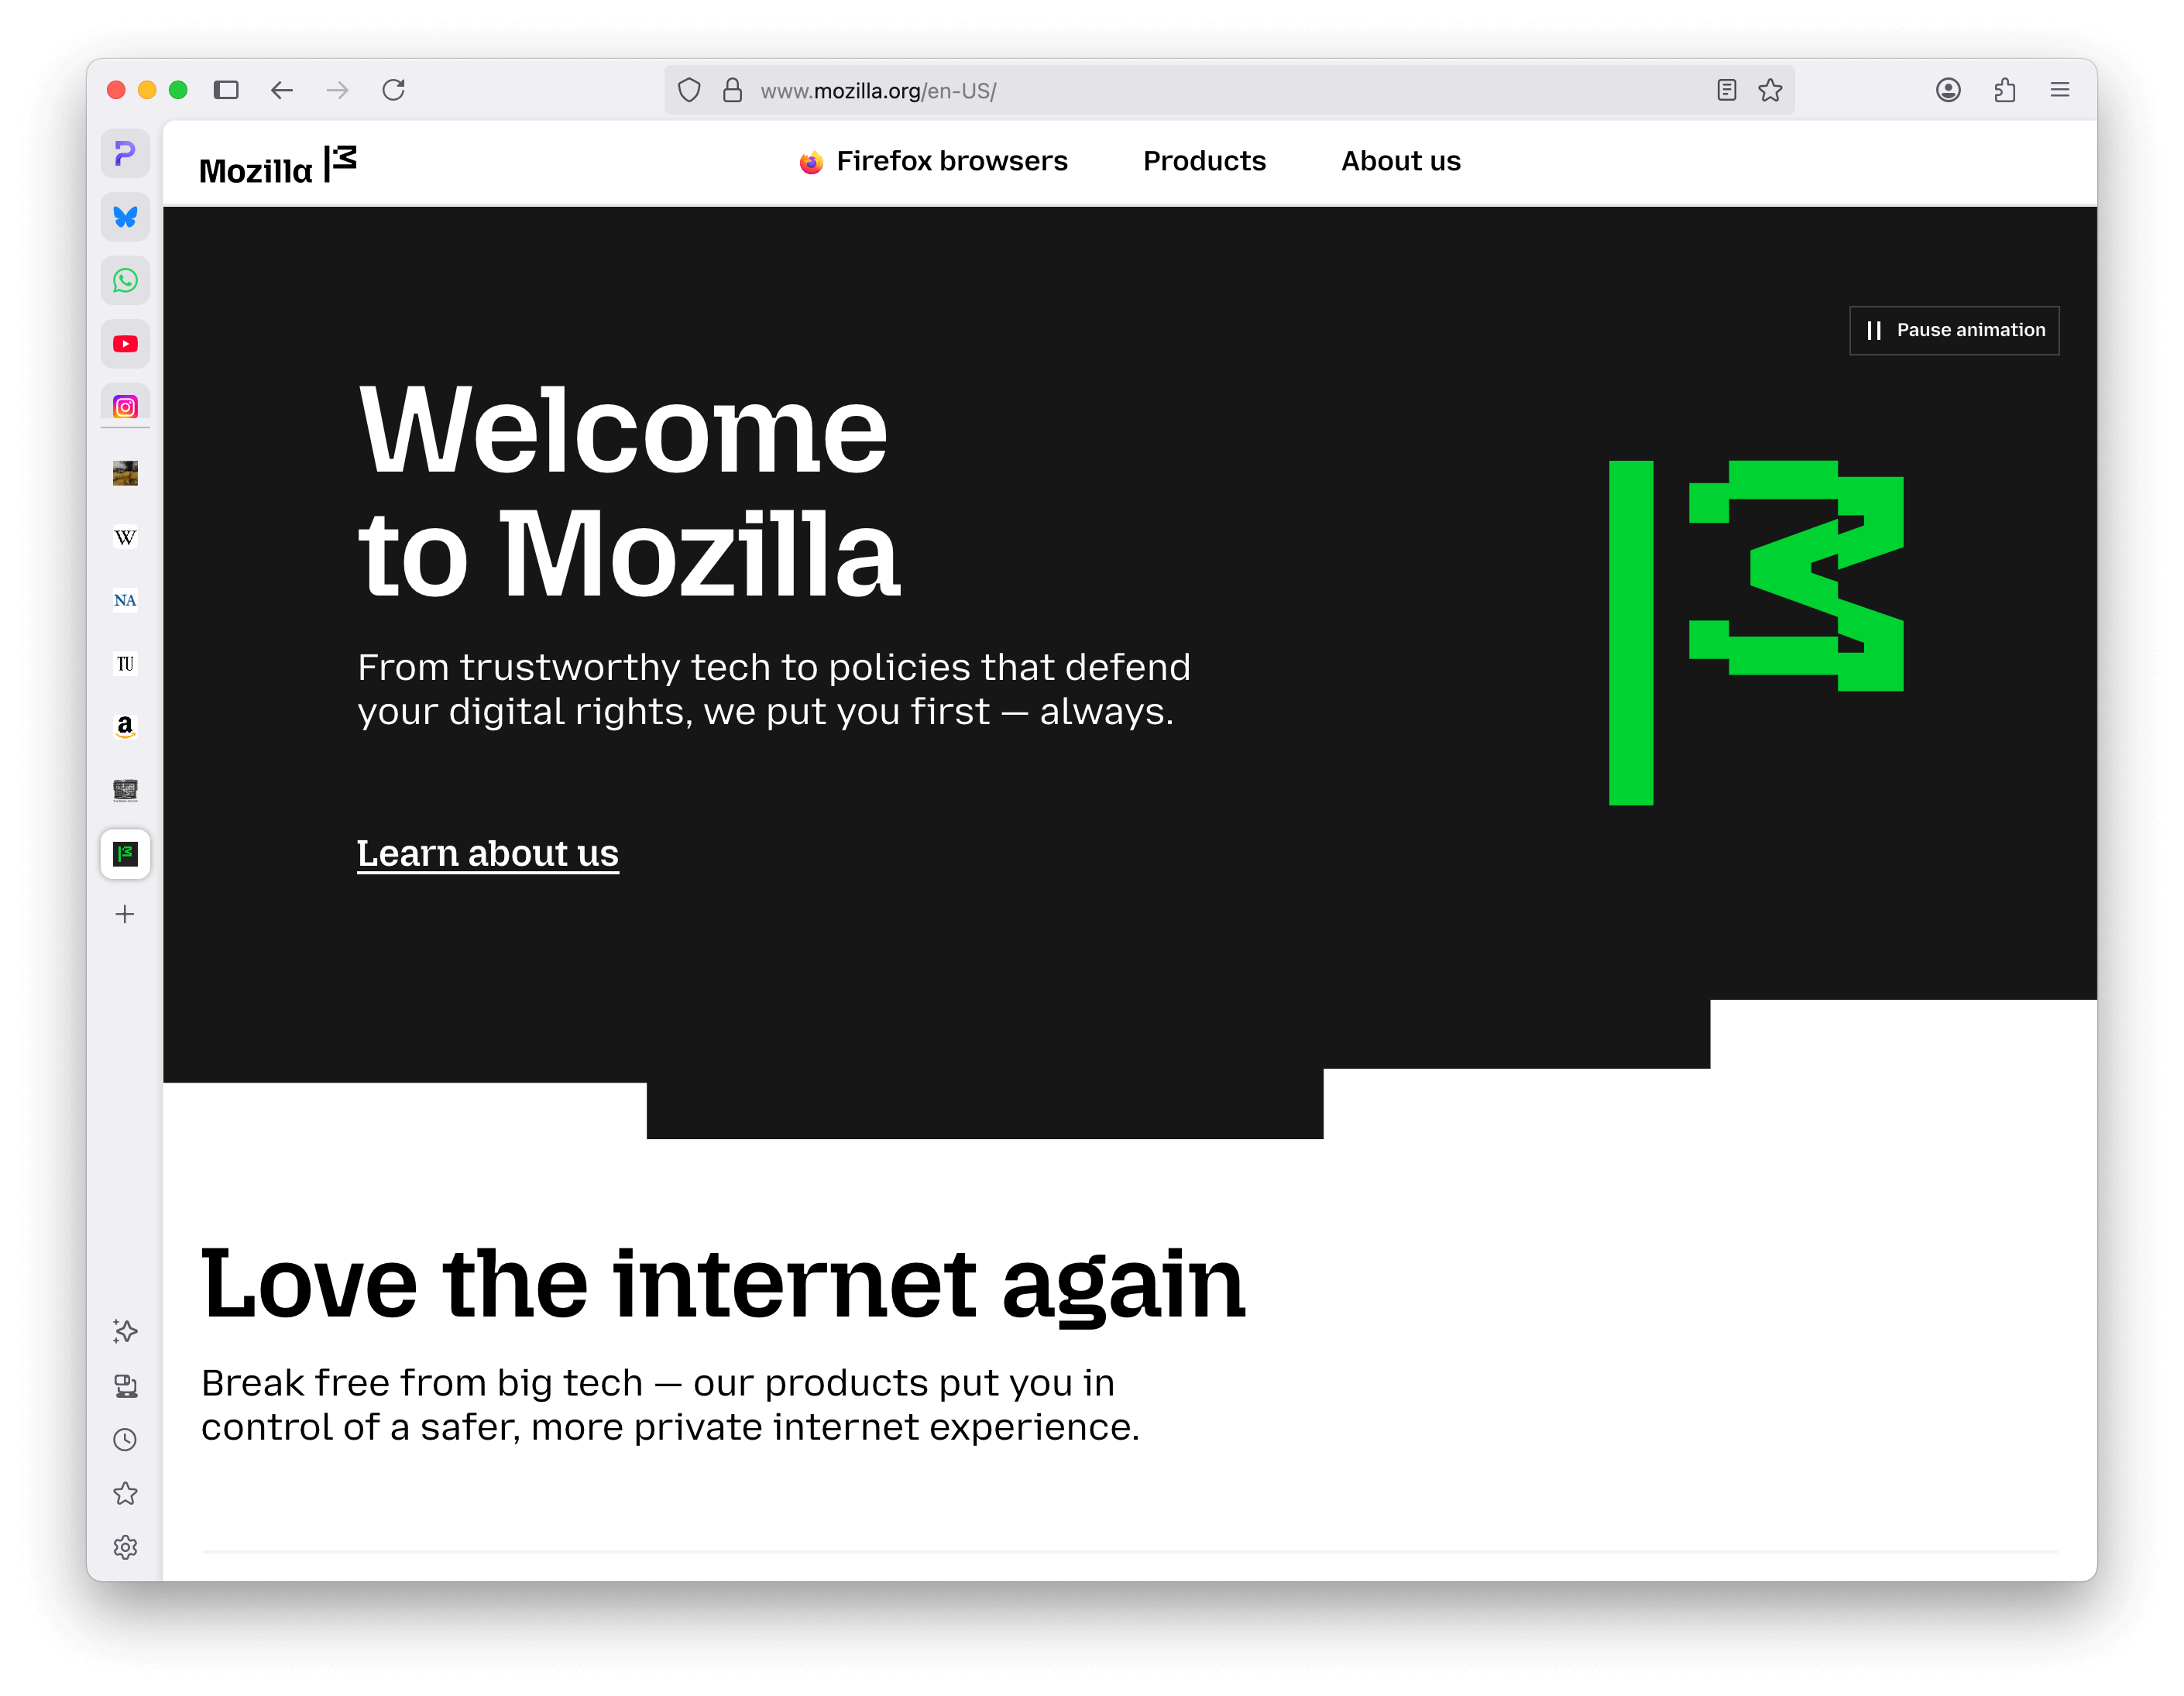 www.mozilla.org/en-US/
Mozilla
Firefox browsers
Products
About us
W
NA
TU
a
Pause animation
Welcome
to Mozilla
From trustworthy tech to policies that defend
your digital rights, we put you first — always.
Learn about us
Love the internet again
Break free from big tech — our products put you in
control of a safer, more private internet experience.